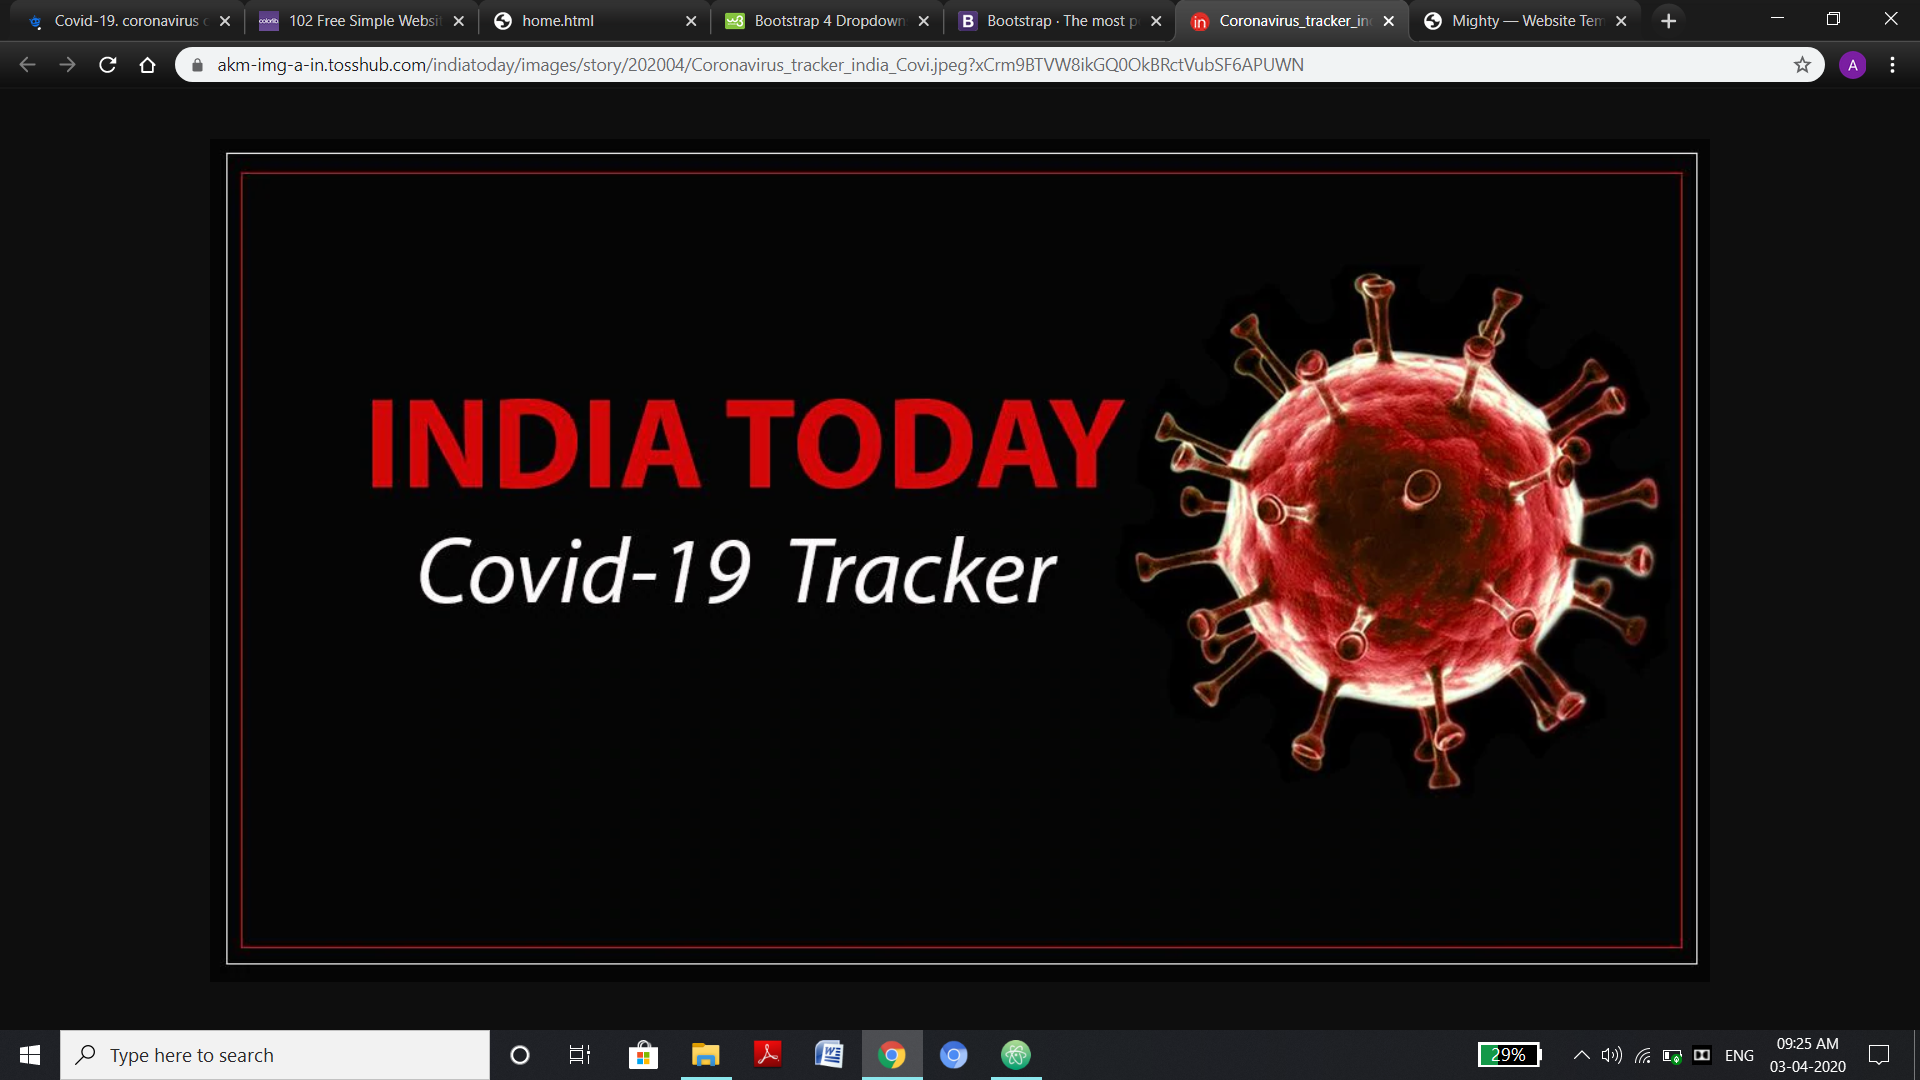 Covid-19. coronavirus
102 Free Simple Websi
home.html
Bootstrap 4 Dropdown
Bootstrap · The most p
Coronavirus_tracker_in
Mighty — Website Tem
akm-img-a-in.tosshub.com/indiatoday/images/story/202004/Coronavirus_tracker_india_Covi.jpeg?xCrm9BTVW8ikGQ0OkBRctVubSF6APUWN
A
INDIA TODAY
Covid-19 Tracker
Type here to search
29%
ENG
09:25 AM
03-04-2020